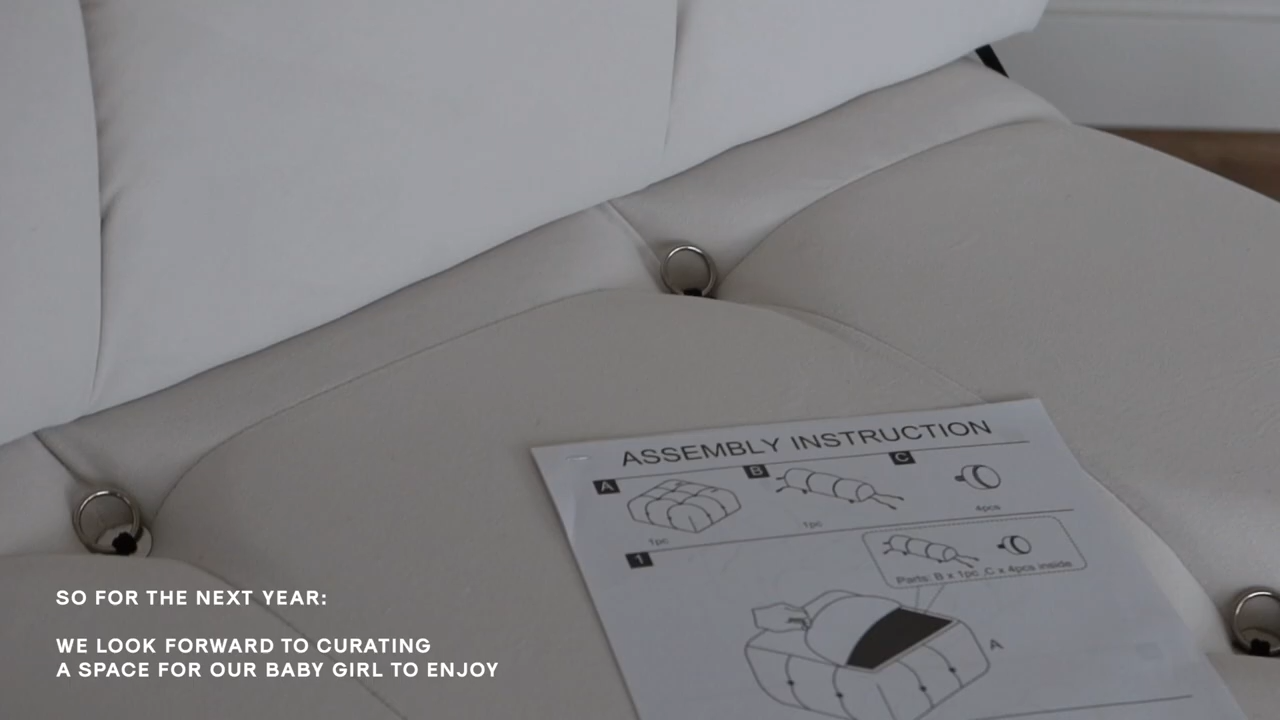 ASSEMBLY INSTRUCTION
A
B
C
1pc
1pc
4pcs
1
Parts: B x 1pc, C x 4pcs inside
A
SO FOR THE NEXT YEAR:
WE LOOK FORWARD TO CURATING
A SPACE FOR OUR BABY GIRL TO ENJOY